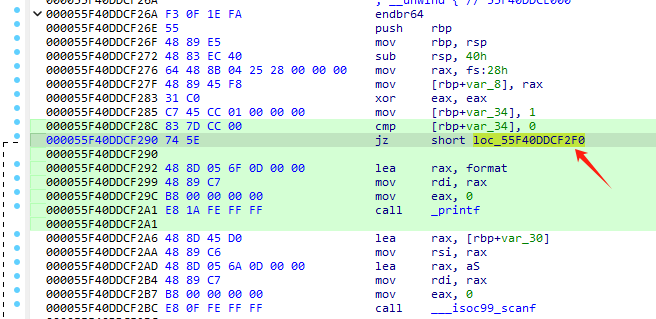 000055F40DDCF26A ; __unwind { // 55F40DDCE000
000055F40DDCF26A F3 0F 1E FA endbr64
000055F40DDCF26E 55 push rbp
000055F40DDCF26F 48 89 E5 mov rbp, rsp
000055F40DDCF272 48 83 EC 40 sub rsp, 40h
000055F40DDCF276 64 48 8B 04 25 28 00 00 00 mov rax, fs:28h
000055F40DDCF27F 48 89 45 F8 mov [rbp+var_8], rax
000055F40DDCF283 31 C0 xor eax, eax
000055F40DDCF285 C7 45 CC 01 00 00 00 mov [rbp+var_34], 1
000055F40DDCF28C 83 7D CC 00 cmp [rbp+var_34], 0
000055F40DDCF290 74 5E jz short loc_55F40DDCF2F0
000055F40DDCF290
000055F40DDCF292 48 8D 05 6F 0D 00 00 lea rax, format
000055F40DDCF299 48 89 C7 mov rdi, rax
000055F40DDCF29C B8 00 00 00 00 mov eax, 0
000055F40DDCF2A1 E8 1A FE FF FF call _printf
000055F40DDCF2A1
000055F40DDCF2A6 48 8D 45 D0 lea rax, [rbp+var_30]
000055F40DDCF2AA 48 89 C6 mov rsi, rax
000055F40DDCF2AD 48 8D 05 6A 0D 00 00 lea rax, aS
000055F40DDCF2B4 48 89 C7 mov rdi, rax
000055F40DDCF2B7 B8 00 00 00 00 mov eax, 0
000055F40DDCF2BC E8 0F FE FF FF call ___isoc99_scanf